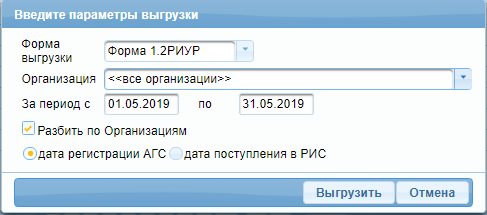 Введите параметры выгрузки
Форма выгрузки Форма 1.2РИУР
Организация <<все организации>>
За период с 01.05.2019 по 31.05.2019
Разбить по Организациям
дата регистрации АГС дата поступления в РИС
Выгрузить Отмена